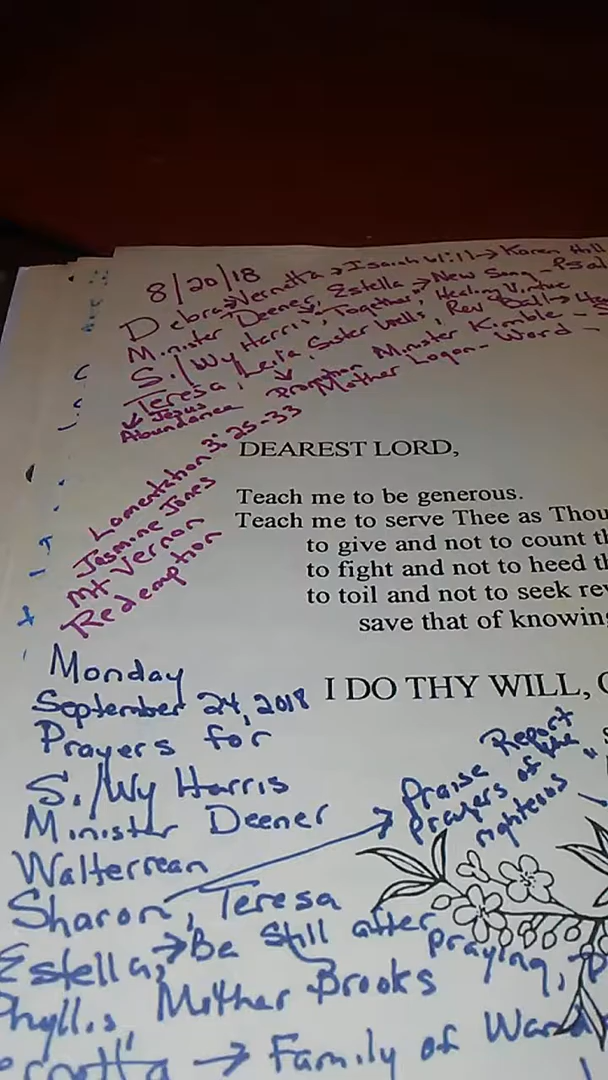 8/20/18
Debra→Vernetta → Isaiah 61:1 → Karen Hill
Minister Deener, Estella → New Song - Psal
S./Wy Harris, Together, Healing Virtue
Teresa, Leila Sister Wells, Rev Ball →
Jesus Promotion Minister Kimble -
Abundance Mother Logan - Word -
Lamentation 3:25-33
Jasmine Jones
Mt Vernon
Redemption
DEAREST LORD,
Teach me to be generous.
Teach me to serve Thee as Thou
to give and not to count th
to fight and not to heed th
to toil and not to seek rew
save that of knowing
I DO THY WILL, O
Monday
September 24, 2018
Prayers for
S./Wy Harris
Minister Deener
Walterrean
Sharon, Teresa
Praise Report
prayers of the
righteous
Estella, → Be Still after praying,
Phyllis, Mother Brooks
ernetta → Family of Wan